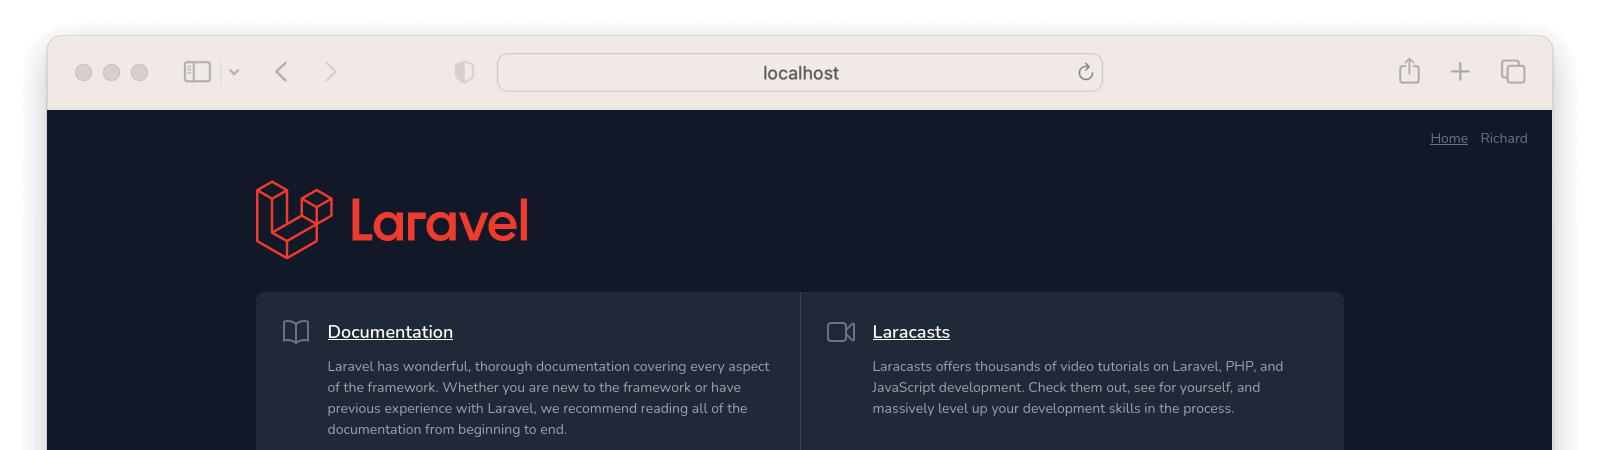 localhost
Home Richard
Laravel
Documentation
Laravel has wonderful, thorough documentation covering every aspect
of the framework. Whether you are new to the framework or have
previous experience with Laravel, we recommend reading all of the
documentation from beginning to end.
Laracasts
Laracasts offers thousands of video tutorials on Laravel, PHP, and
JavaScript development. Check them out, see for yourself, and
massively level up your development skills in the process.